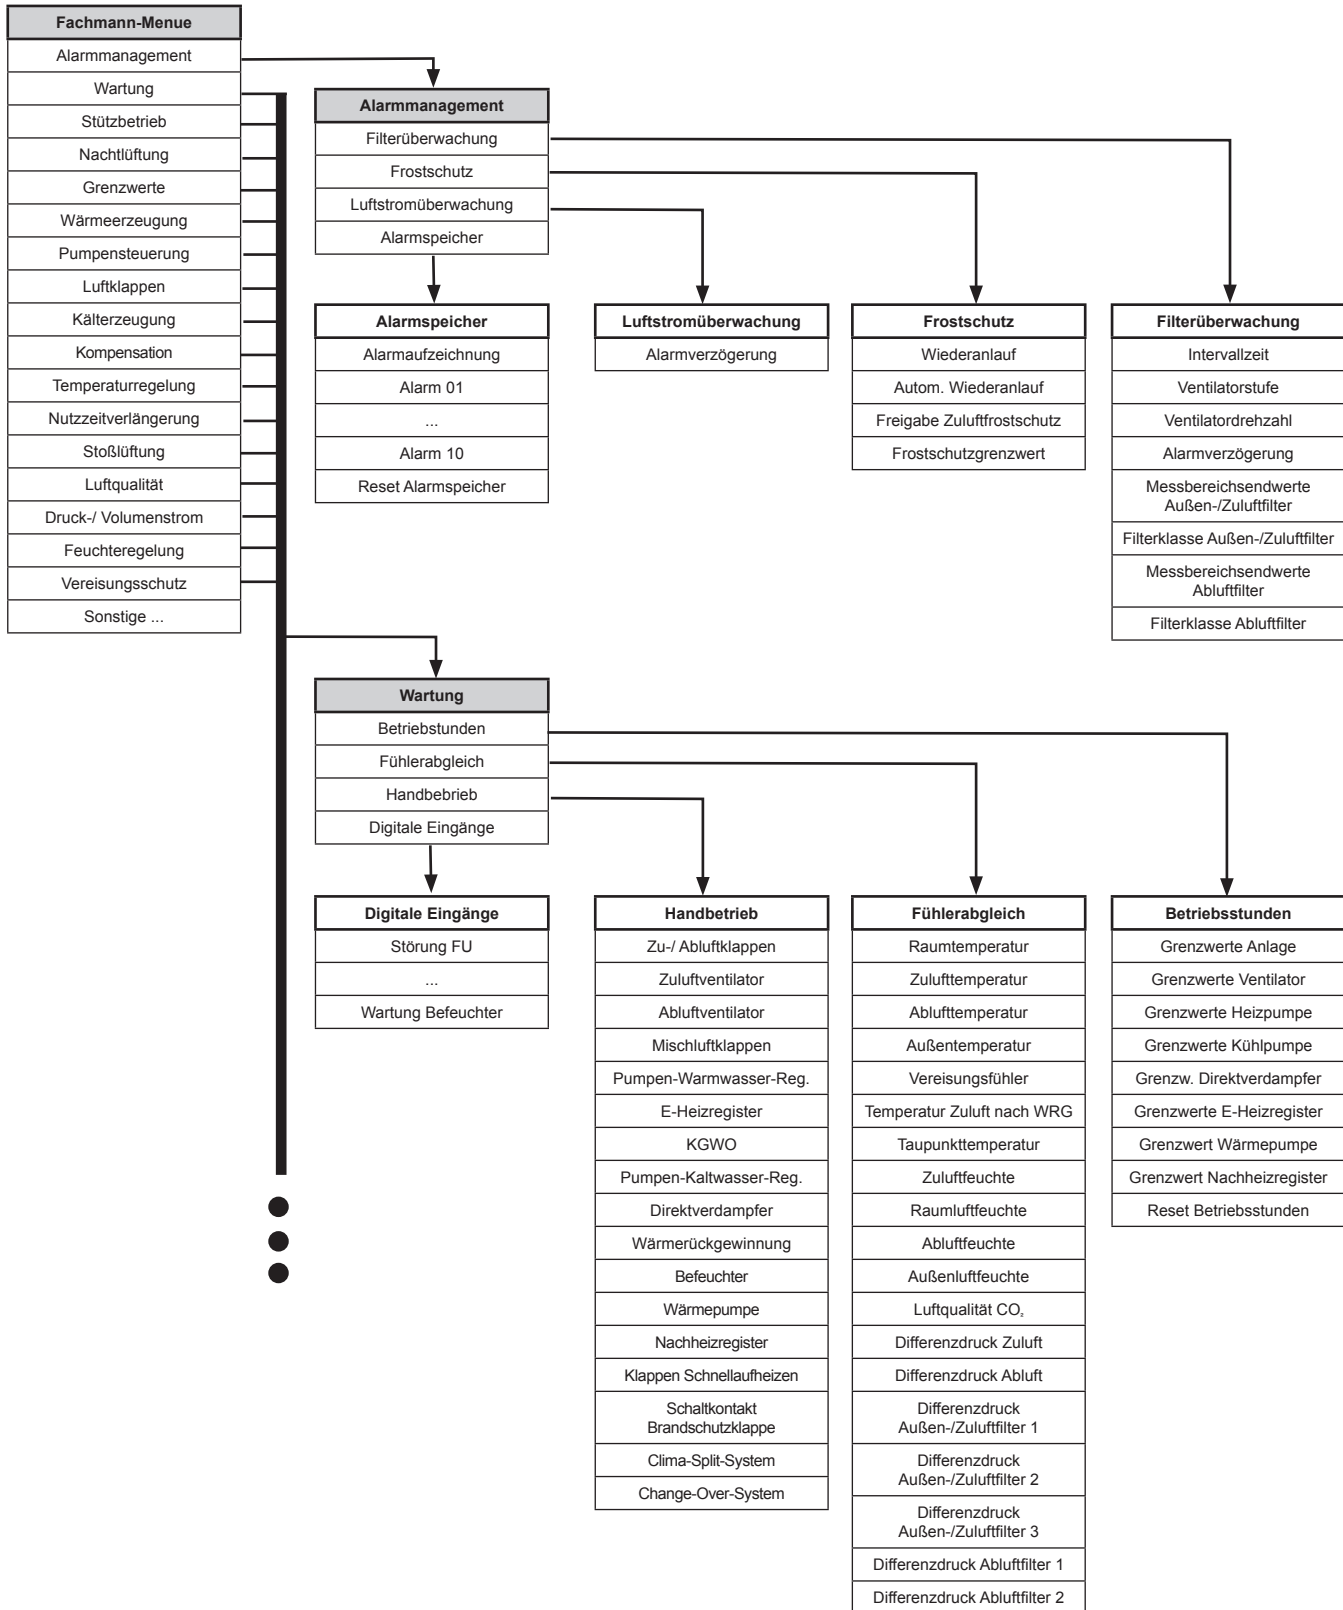 Fachmann-Menue
Alarmmanagement
Wartung
Stützbetrieb
Nachtlüftung
Grenzwerte
Wärmeerzeugung
Pumpensteuerung
Luftklappen
Kälterzeugung
Kompensation
Temperaturregelung
Nutzzeitverlängerung
Stoßlüftung
Luftqualität
Druck-/ Volumenstrom
Feuchteregelung
Vereisungsschutz
Sonstige ...
Alarmmanagement
Filterüberwachung
Frostschutz
Luftstromüberwachung
Alarmspeicher
Alarmspeicher
Alarmaufzeichnung
Alarm 01
...
Alarm 10
Reset Alarmspeicher
Luftstromüberwachung
Alarmverzögerung
Frostschutz
Wiederanlauf
Autom. Wiederanlauf
Freigabe Zuluftfrostschutz
Frostschutzgrenzwert
Filterüberwachung
Intervallzeit
Ventilatorstufe
Ventilatordrehzahl
Alarmverzögerung
Messbereichsendwerte
Außen-/Zuluftfilter
Filterklasse Außen-/Zuluftfilter
Messbereichsendwerte
Abluftfilter
Filterklasse Abluftfilter
Wartung
Betriebstunden
Fühlerabgleich
Handbebrieb
Digitale Eingänge
Digitale Eingänge
Störung FU
...
Wartung Befeuchter
Handbetrieb
Zu-/ Abluftklappen
Zuluftventilator
Abluftventilator
Mischluftklappen
Pumpen-Warmwasser-Reg.
E-Heizregister
KGWO
Pumpen-Kaltwasser-Reg.
Direktverdampfer
Wärmerückgewinnung
Befeuchter
Wärmepumpe
Nachheizregister
Klappen Schnellaufheizen
Schaltkontakt
Brandschutzklappe
Clima-Split-System
Change-Over-System
Fühlerabgleich
Raumtemperatur
Zulufttemperatur
Ablufttemperatur
Außentemperatur
Vereisungsfühler
Temperatur Zuluft nach WRG
Taupunkttemperatur
Zuluftfeuchte
Raumluftfeuchte
Abluftfeuchte
Außenluftfeuchte
Luftqualität CO₂
Differenzdruck Zuluft
Differenzdruck Abluft
Differenzdruck
Außen-/Zuluftfilter 1
Differenzdruck
Außen-/Zuluftfilter 2
Differenzdruck
Außen-/Zuluftfilter 3
Differenzdruck Abluftfilter 1
Differenzdruck Abluftfilter 2
Betriebsstunden
Grenzwerte Anlage
Grenzwerte Ventilator
Grenzwerte Heizpumpe
Grenzwerte Kühlpumpe
Grenzw. Direktverdampfer
Grenzwerte E-Heizregister
Grenzwert Wärmepumpe
Grenzwert Nachheizregister
Reset Betriebsstunden